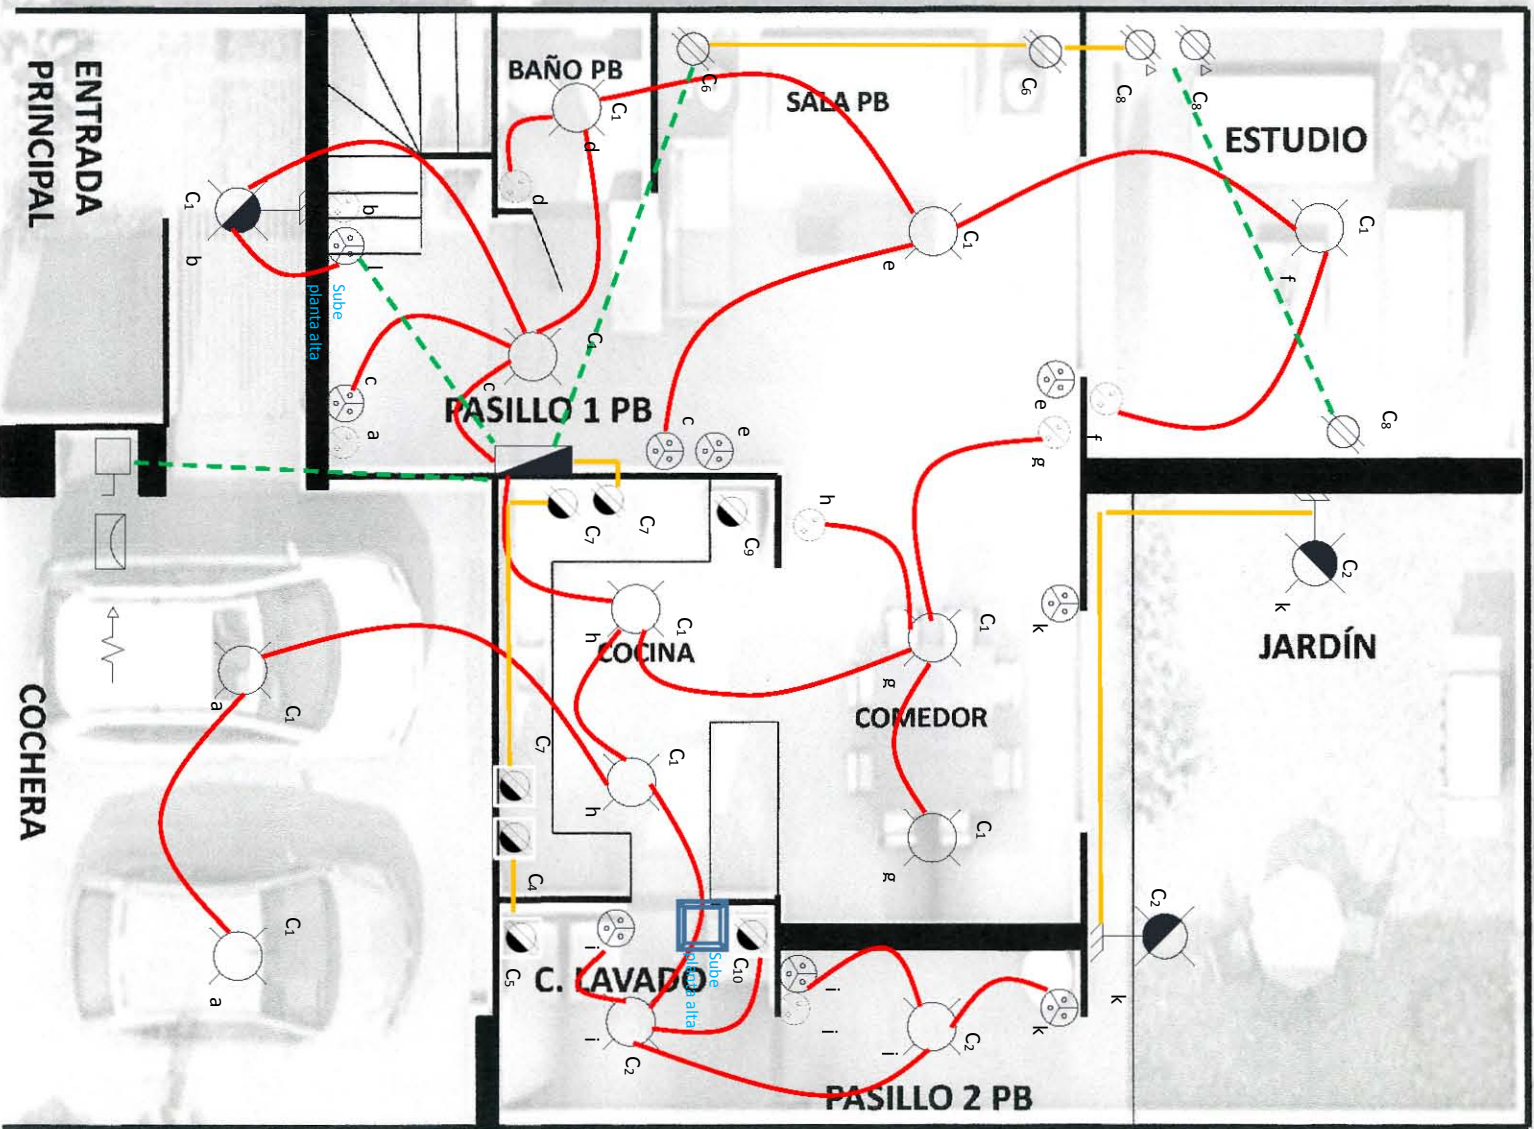 ENTRADA
PRINCIPAL
BAÑO PB
SALA PB
ESTUDIO
C6
C6
C8
C8
C1
d
d
C1
b
C1
b
l
Sube
planta alta
C1
e
C1
f
C1
c
c
a
PASILLO 1 PB
c
e
e
f
g
C8
C7
C7
C9
h
C2
k
k
JARDÍN
C1
h
COCINA
C1
g
COMEDOR
C1
a
C7
C1
h
COCHERA
C1
g
C4
C1
a
C5
i
C. LAVADO
Sube
planta alta
C10
i
C2
i
i
i
C2
k
C2
k
PASILLO 2 PB